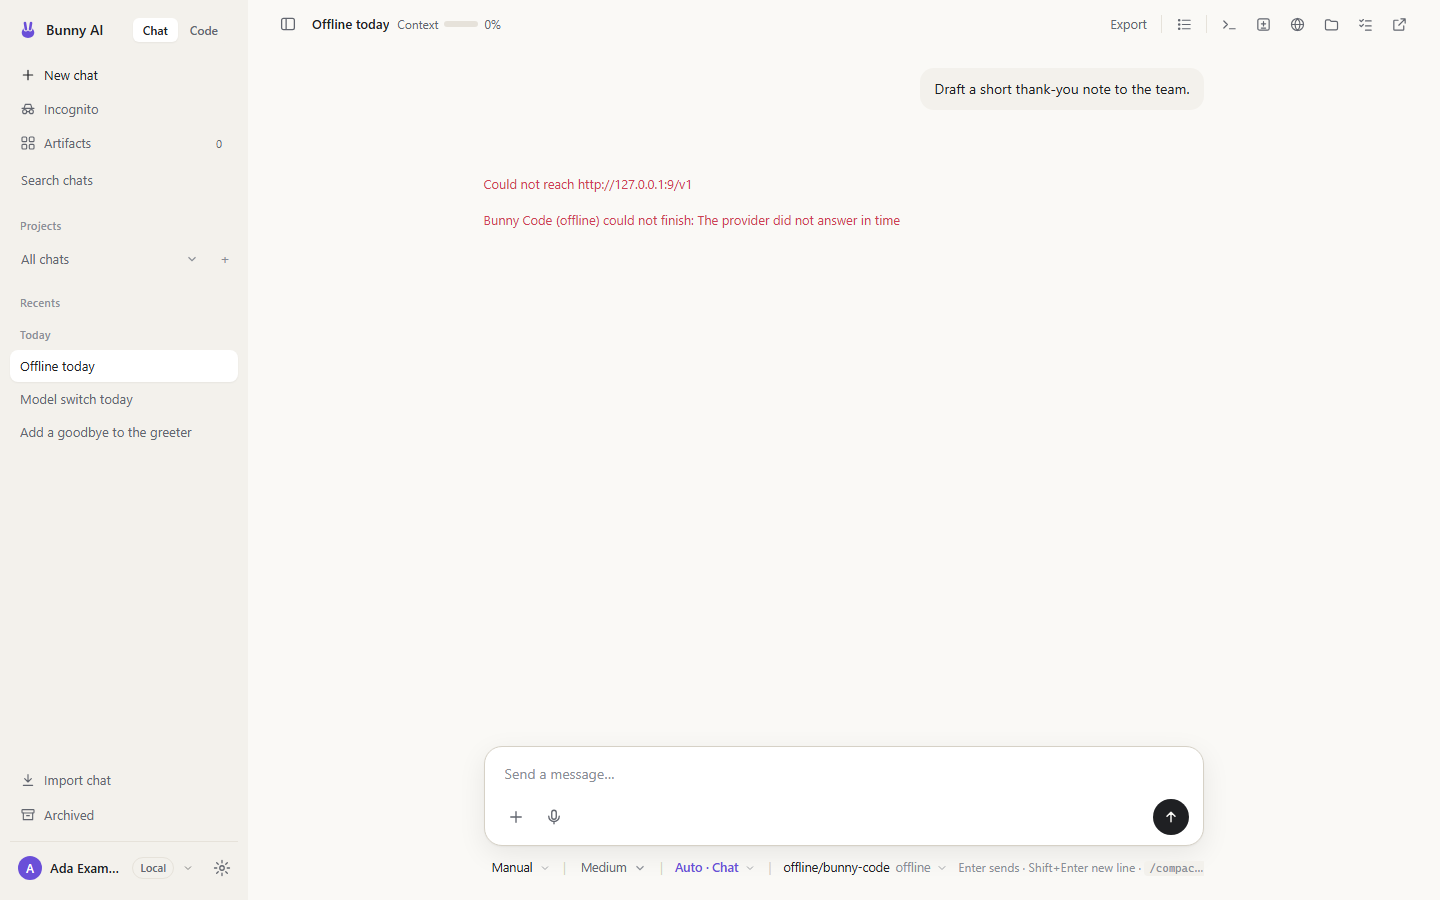 Bunny AI
Chat
Code
New chat
Incognito
Artifacts
0
Search chats
Projects
All chats
+
Recents
Today
Offline today
Model switch today
Add a goodbye to the greeter
Import chat
Archived
A
Ada Exam...
Local
Offline today
Context
0%
Export
Draft a short thank-you note to the team.
Could not reach http://127.0.0.1:9/v1
Bunny Code (offline) could not finish: The provider did not answer in time
Send a message...
Manual
Medium
Auto · Chat
offline/bunny-code offline
Enter sends · Shift+Enter new line · /compac...